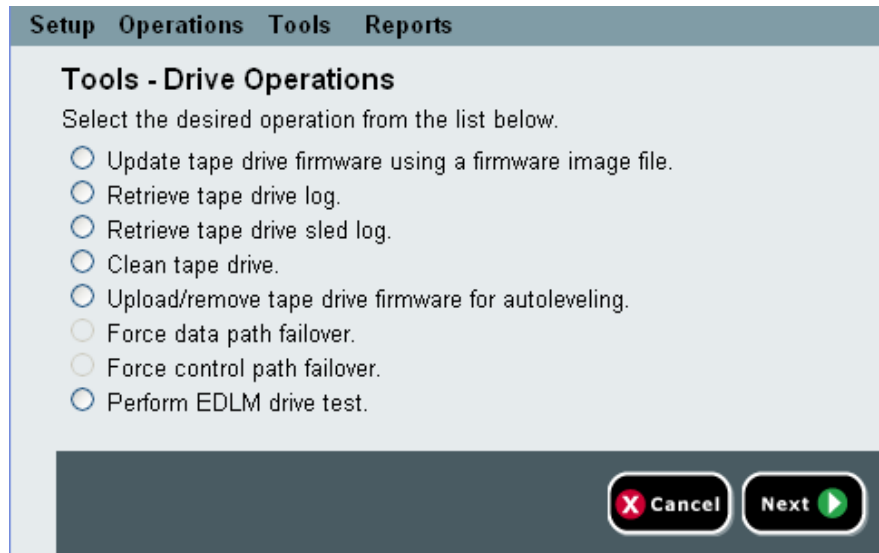 Setup Operations Tools Reports
Tools - Drive Operations
Select the desired operation from the list below.
Update tape drive firmware using a firmware image file.
Retrieve tape drive log.
Retrieve tape drive sled log.
Clean tape drive.
Upload/remove tape drive firmware for autoleveling.
Force data path failover.
Force control path failover.
Perform EDLM drive test.
Cancel Next